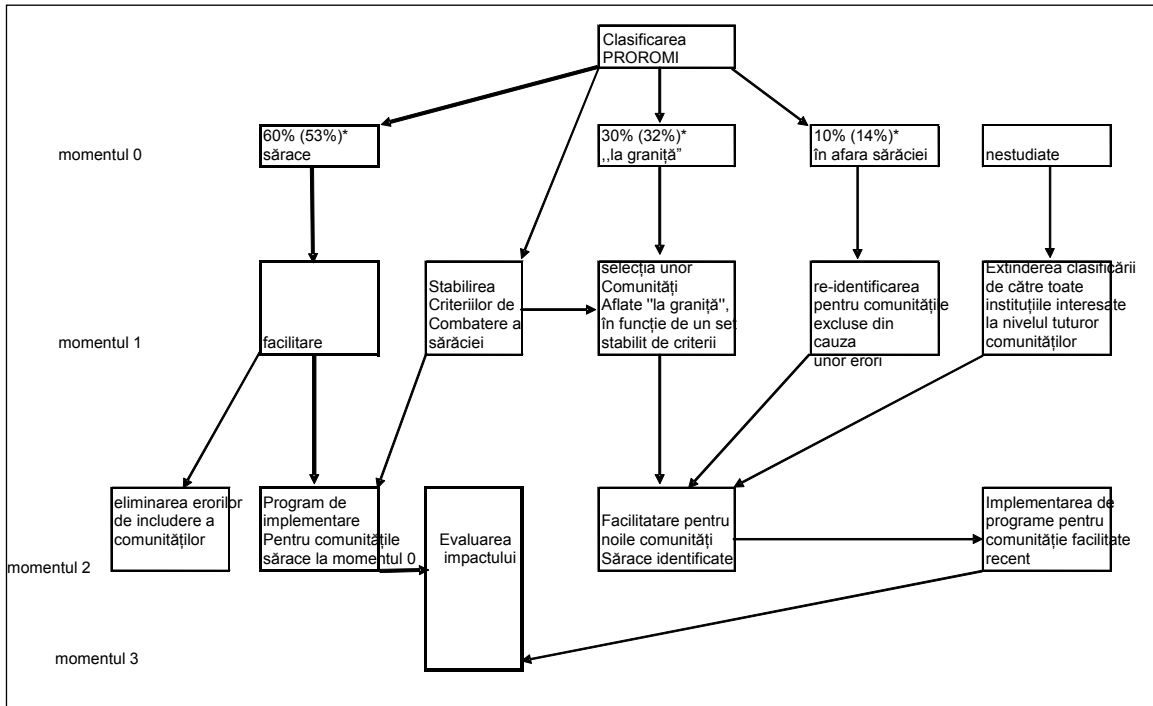 Clasificarea
PROROMI
momentul 0
60% (53%)*
sărace
30% (32%)*
,,la graniță”
10% (14%)*
în afara sărăciei
nestudiate
momentul 1
facilitare
Stabilirea
Criteriilor de
Combatere a
sărăciei
selecția unor
Comunități
Aflate "la graniță",
în funcție de un set
stabilit de criterii
re-identificarea
pentru comunitățile
excluse din
cauza
unor erori
Extinderea clasificării
de către toate
instituțiile interesate
la nivelul tuturor
comunităților
momentul 2
eliminarea erorilor
de includere a
comunităților
Program de
implementare
Pentru comunitățile
sărace la momentul 0
Evaluarea
impactului
Facilitatare pentru
noile comunități
Sărace identificate
Implementarea de
programe pentru
comunitățíe facilitate
recent
momentul 3